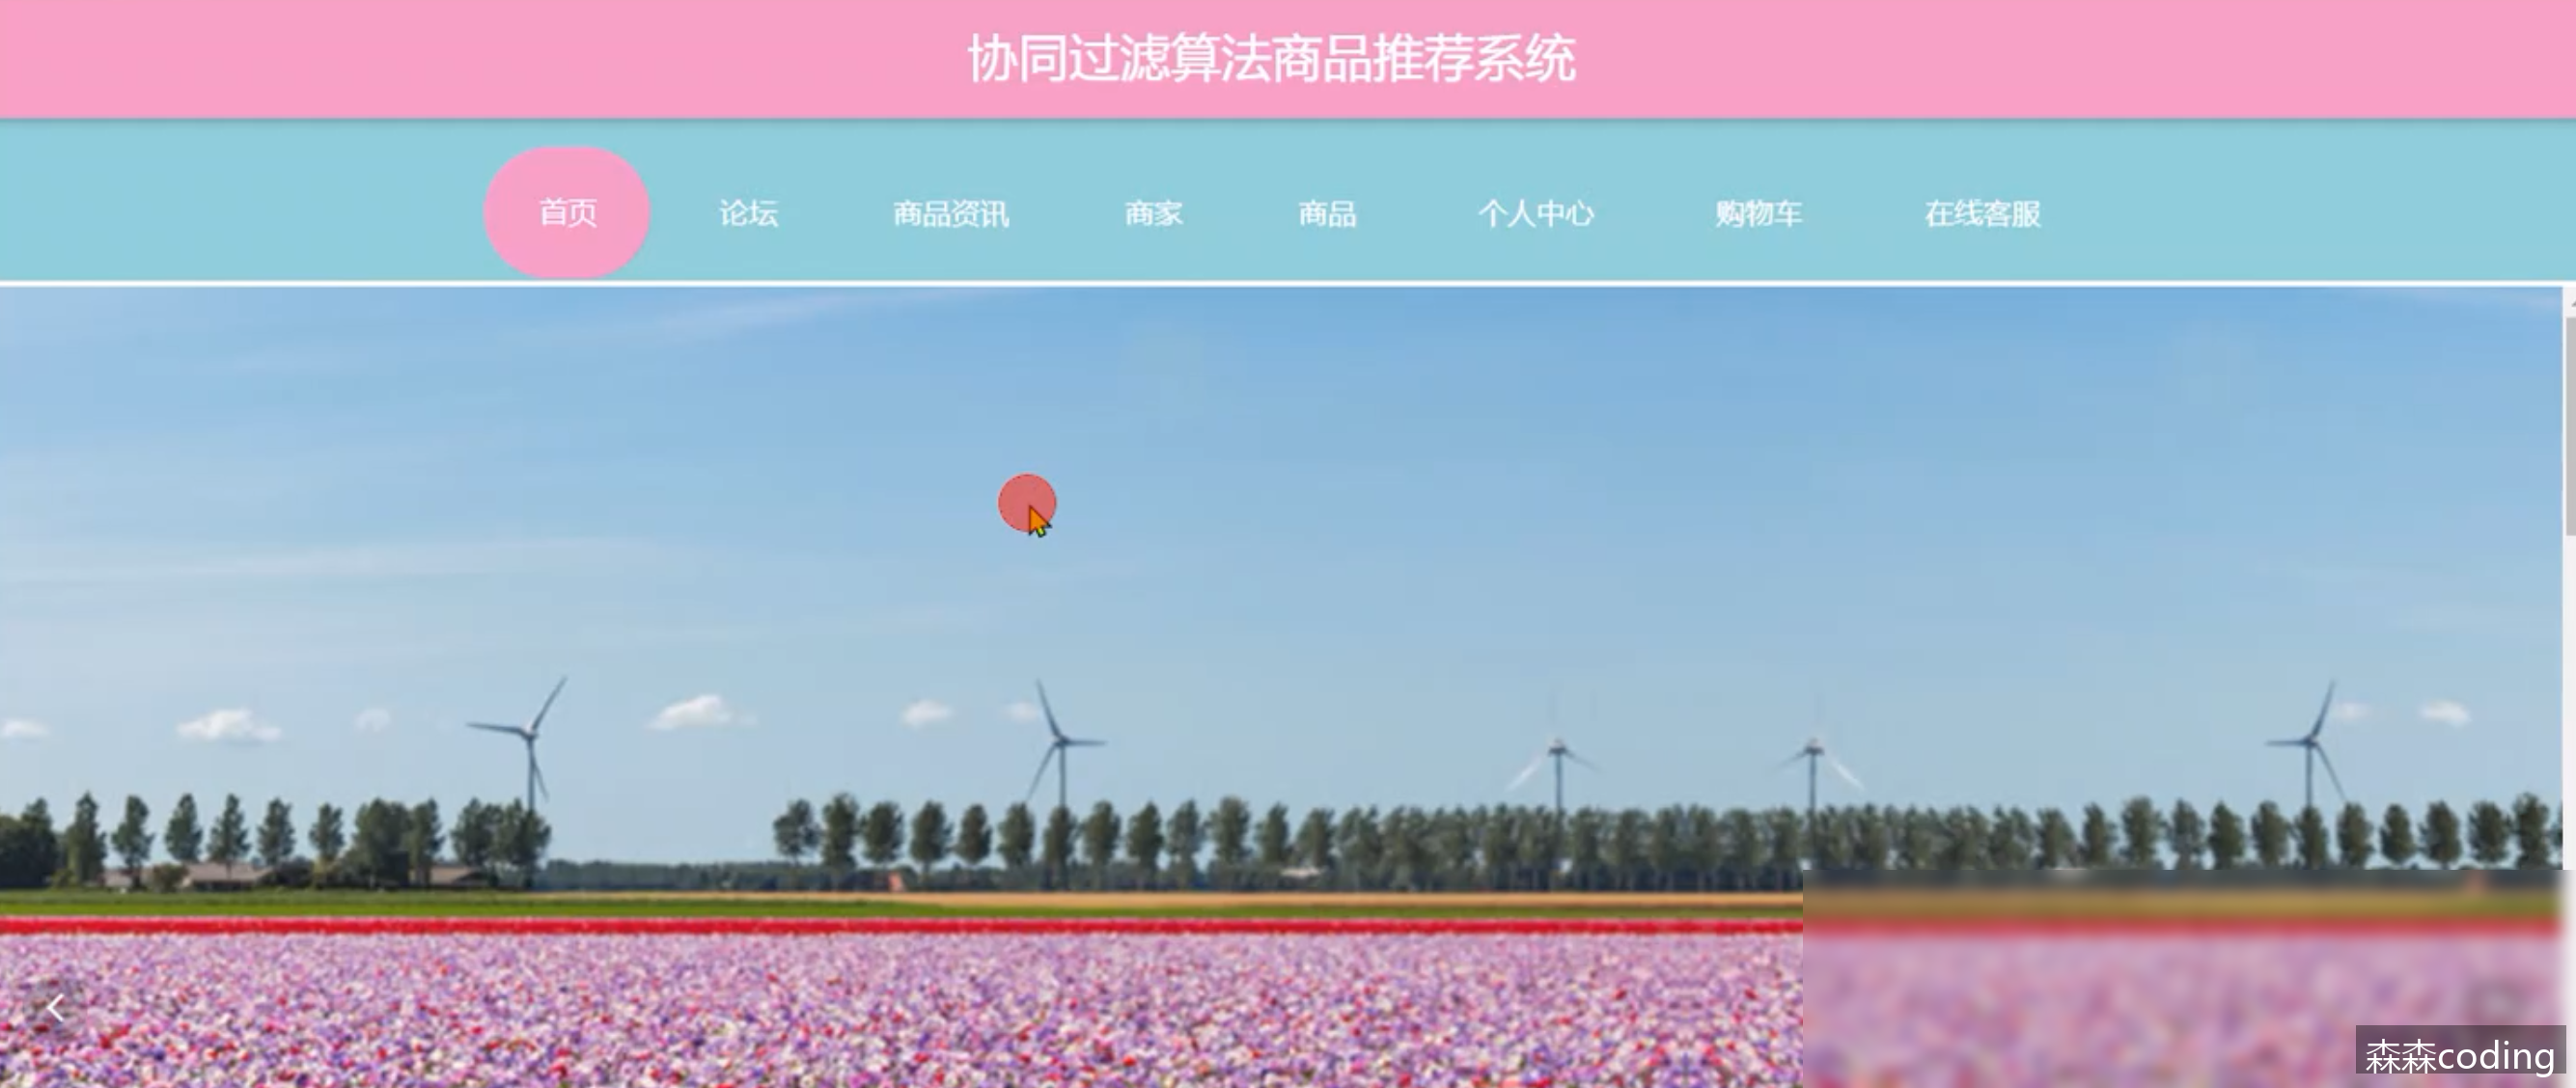 协同过滤算法商品推荐系统
首页 论坛 商品资讯 商家 商品 个人中心 购物车 在线客服
森森coding